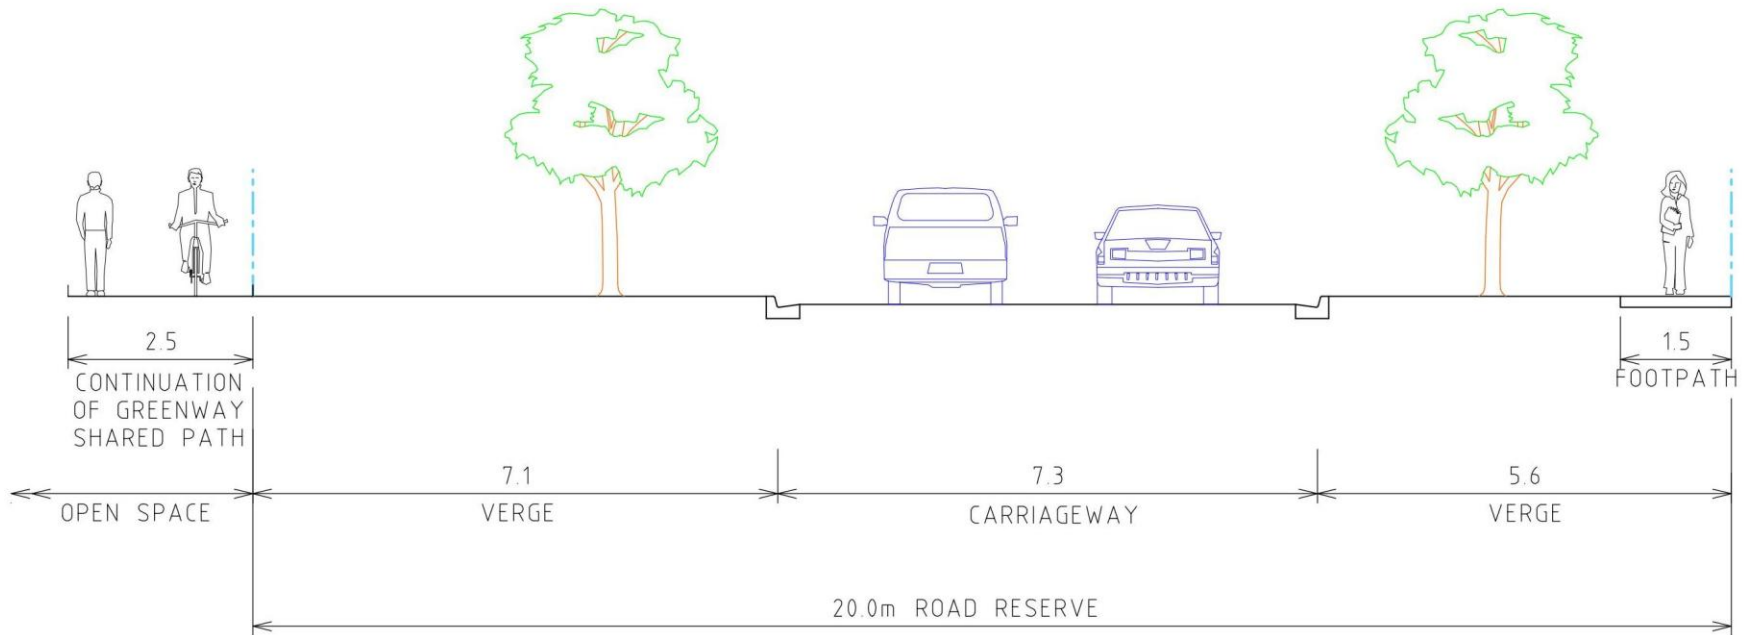 2.5
CONTINUATION
OF GREENWAY
SHARED PATH
1.5
FOOTPATH
7.1
7.3
5.6
OPEN SPACE
VERGE
CARRIAGEWAY
VERGE
20.0m ROAD RESERVE